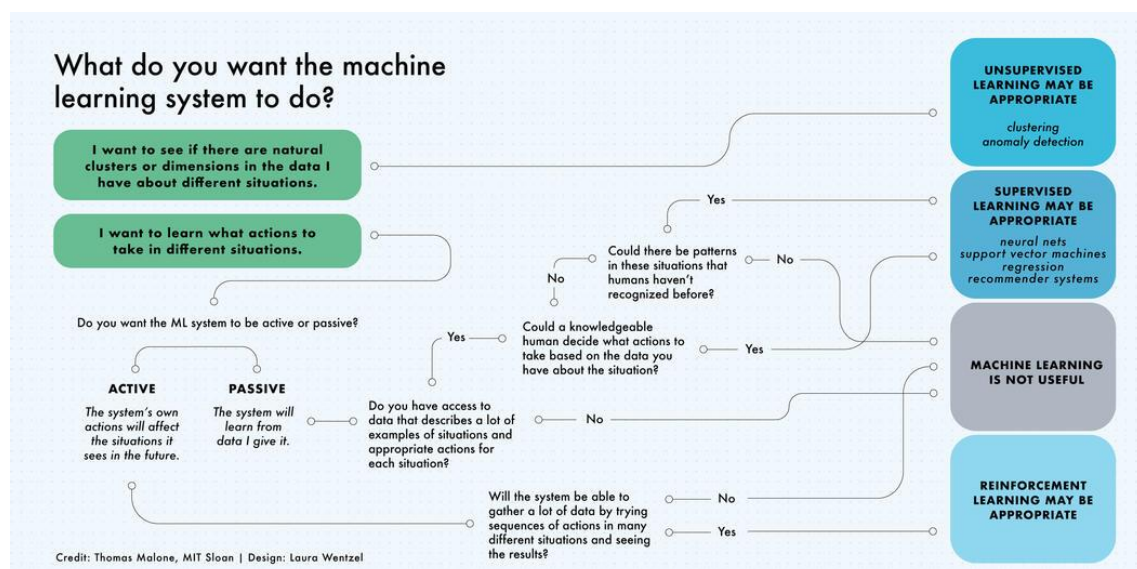 What do you want the machine
learning system to do?
I want to see if there are natural
clusters or dimensions in the data I
have about different situations.
I want to learn what actions to
take in different situations.
Do you want the ML system to be active or passive?
ACTIVE
The system's own
actions will affect
the situations it
sees in the future.
PASSIVE
The system will
learn from
data I give it.
Do you have access to
data that describes a lot of
examples of situations and
appropriate actions for
each situation?
Yes
No
Could a knowledgeable
human decide what actions to
take based on the data you
have about the situation?
No
Yes
Could there be patterns
in these situations that
humans haven't
recognized before?
Yes
No
Will the system be able to
gather a lot of data by trying
sequences of actions in many
different situations and seeing
the results?
No
Yes
UNSUPERVISED
LEARNING MAY BE
APPROPRIATE
clustering
anomaly detection
SUPERVISED
LEARNING MAY BE
APPROPRIATE
neural nets
support vector machines
regression
recommender systems
MACHINE LEARNING
IS NOT USEFUL
REINFORCEMENT
LEARNING MAY BE
APPROPRIATE
Credit: Thomas Malone, MIT Sloan | Design: Laura Wentzel